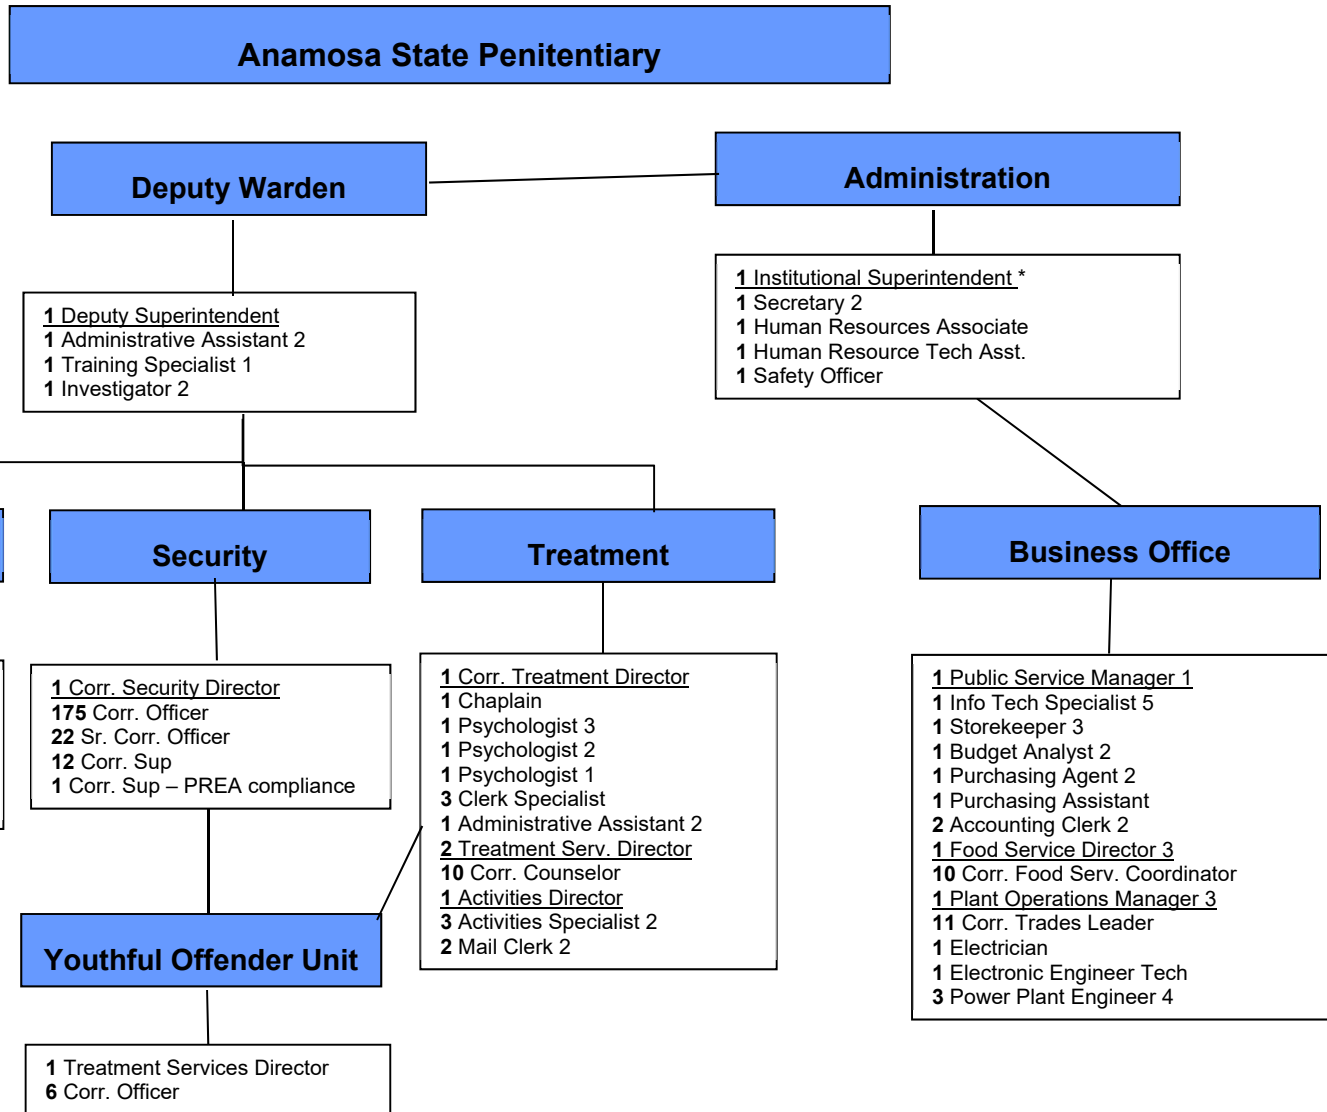 Anamosa State Penitentiary
Deputy Warden
Administration
1 Deputy Superintendent
1 Administrative Assistant 2
1 Training Specialist 1
1 Investigator 2
1 Institutional Superintendent *
1 Secretary 2
1 Human Resources Associate
1 Human Resource Tech Asst.
1 Safety Officer
Security
Treatment
Business Office
1 Corr. Security Director
175 Corr. Officer
22 Sr. Corr. Officer
12 Corr. Sup
1 Corr. Sup – PREA compliance
1 Corr. Treatment Director
1 Chaplain
1 Psychologist 3
1 Psychologist 2
1 Psychologist 1
3 Clerk Specialist
1 Administrative Assistant 2
2 Treatment Serv. Director
10 Corr. Counselor
1 Activities Director
3 Activities Specialist 2
2 Mail Clerk 2
1 Public Service Manager 1
1 Info Tech Specialist 5
1 Storekeeper 3
1 Budget Analyst 2
1 Purchasing Agent 2
1 Purchasing Assistant
2 Accounting Clerk 2
1 Food Service Director 3
10 Corr. Food Serv. Coordinator
1 Plant Operations Manager 3
11 Corr. Trades Leader
1 Electrician
1 Electronic Engineer Tech
3 Power Plant Engineer 4
Youthful Offender Unit
1 Treatment Services Director
6 Corr. Officer